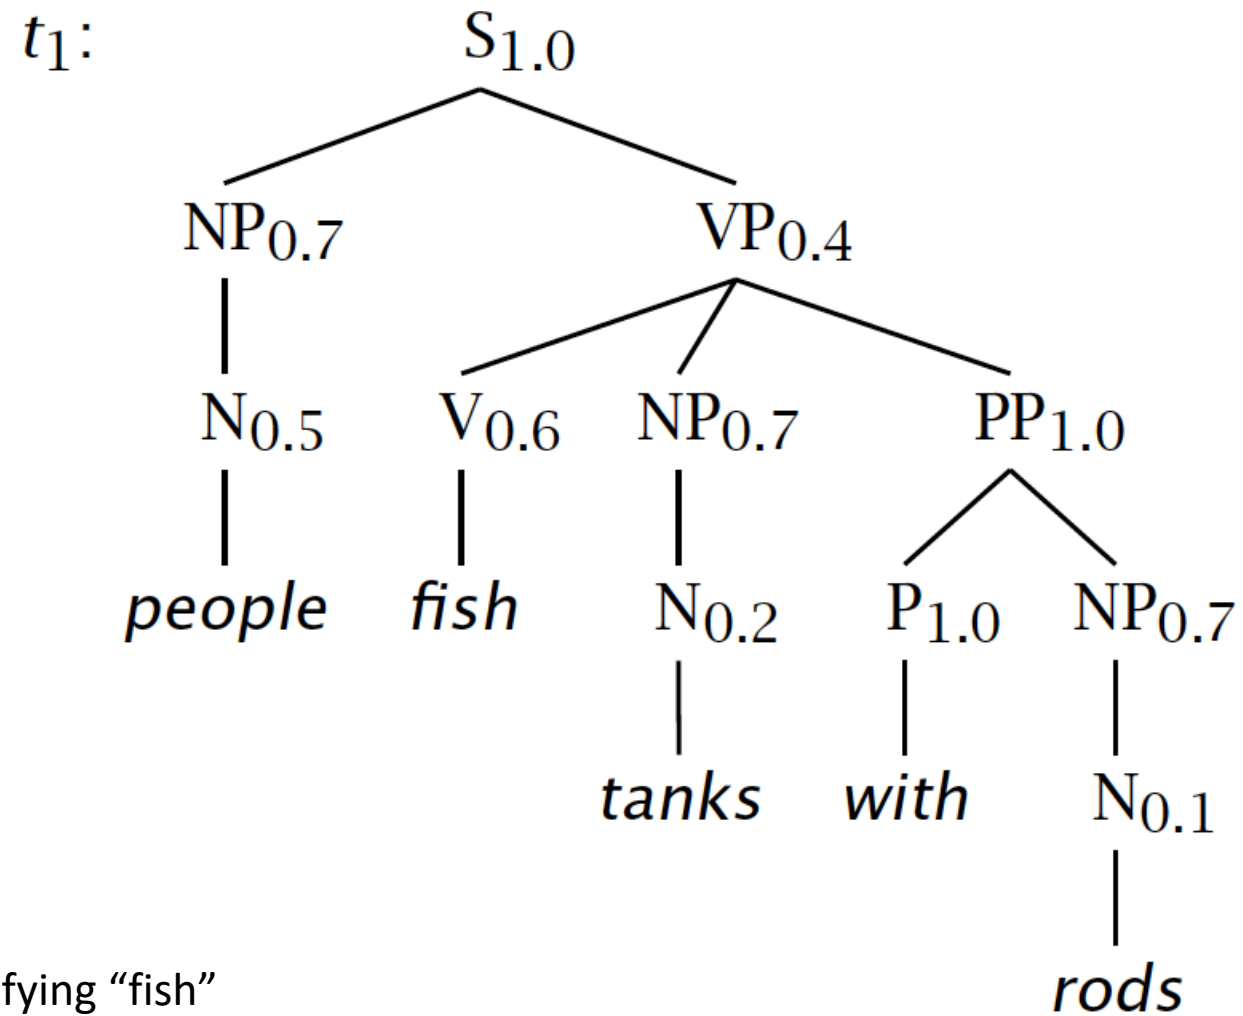 t1: S1.0
NP0.7 VP0.4
N0.5 V0.6 NP0.7 PP1.0
people fish N0.2 P1.0 NP0.7
tanks with N0.1
fying “fish” rods